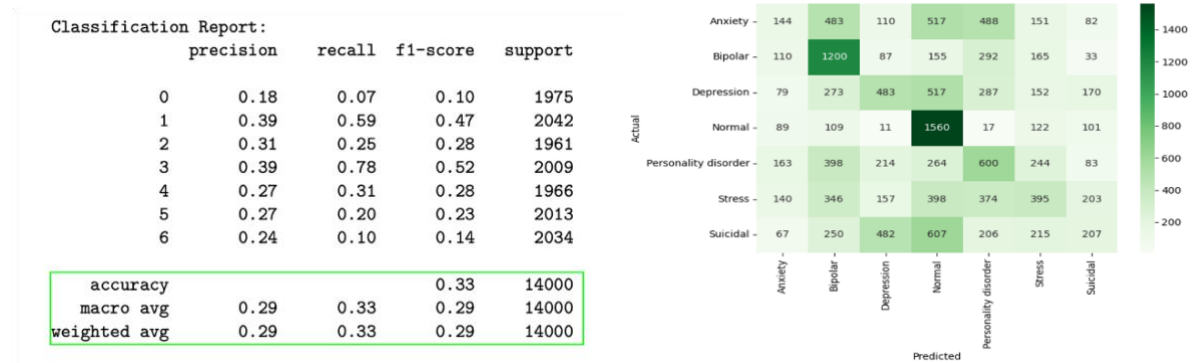 Classification Report:
precision recall f1-score support
0 0.18 0.07 0.10 1975
1 0.39 0.59 0.47 2042
2 0.31 0.25 0.28 1961
3 0.39 0.78 0.52 2009
4 0.27 0.31 0.28 1966
5 0.27 0.20 0.23 2013
6 0.24 0.10 0.14 2034
accuracy 0.33 14000
macro avg 0.29 0.33 0.29 14000
weighted avg 0.29 0.33 0.29 14000
Actual
Anxiety 144 483 110 517 488 151 82
Bipolar 110 1200 87 155 292 165 33
Depression 79 273 483 517 287 152 170
Normal 89 109 11 1560 17 122 101
Personality disorder 163 398 214 264 600 244 83
Stress 140 346 157 398 374 395 203
Suicidal 67 250 482 607 206 215 207
Anxiety
Bipolar
Depression
Normal
Personality disorder
Stress
Suicidal
Predicted
1400
1200
1000
800
600
400
200